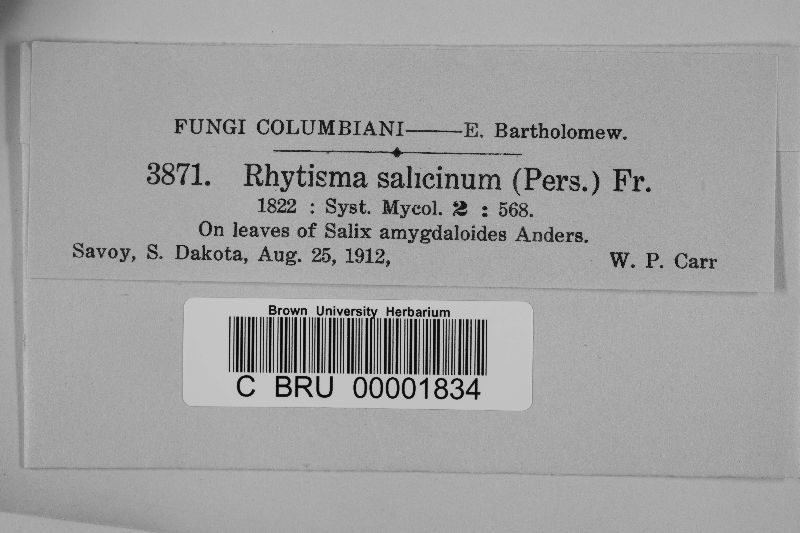 FUNGI COLUMBIANI——E. Bartholomew.
3871. Rhytisma salicinum (Pers.) Fr.
1822 : Syst. Mycol. 2 : 568.
On leaves of Salix amygdaloides Anders.
Savoy, S. Dakota, Aug. 25, 1912, W. P. Carr
Brown University Herbarium
C BRU 00001834